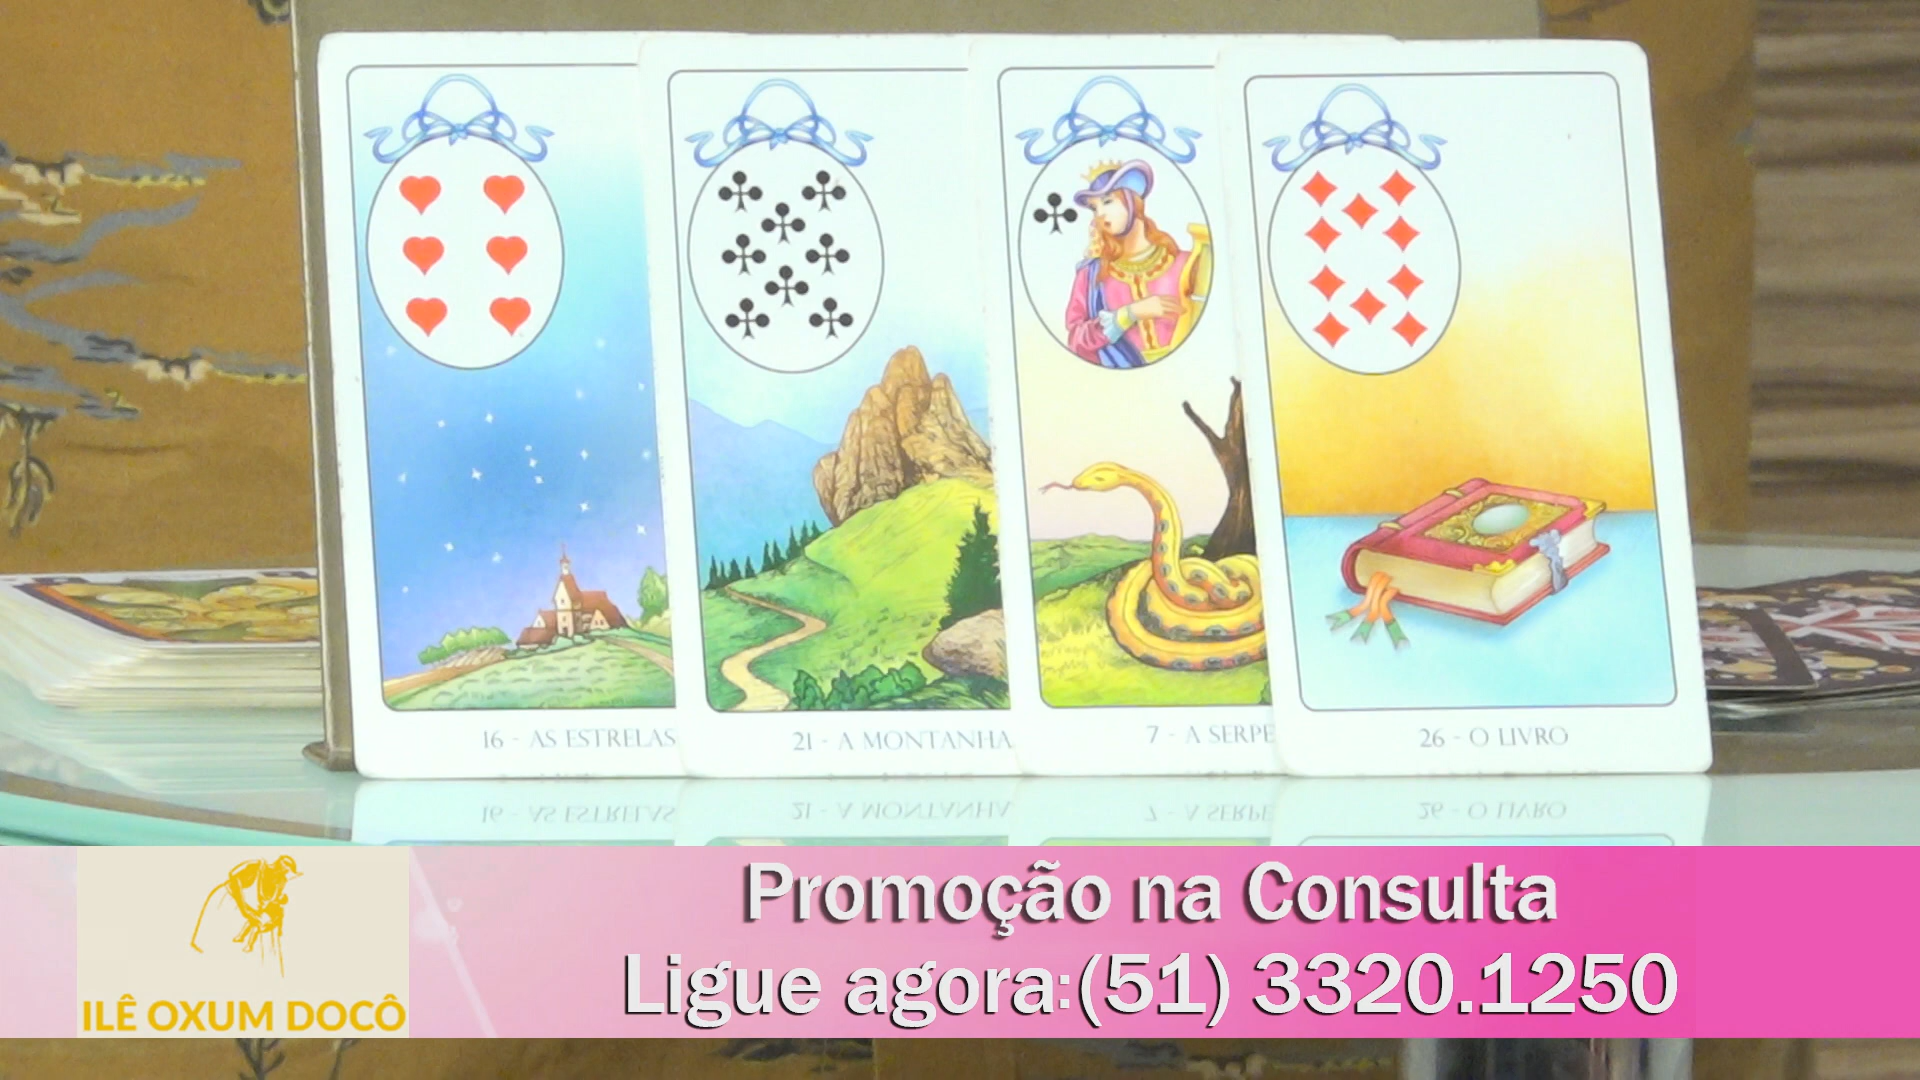 16 - AS ESTRELAS
21 - A MONTANHA
7 - A SERPE
26 - O LIVRO
Promoção na Consulta
Ligue agora:(51) 3320.1250
ILÊ OXUM DOCÔ